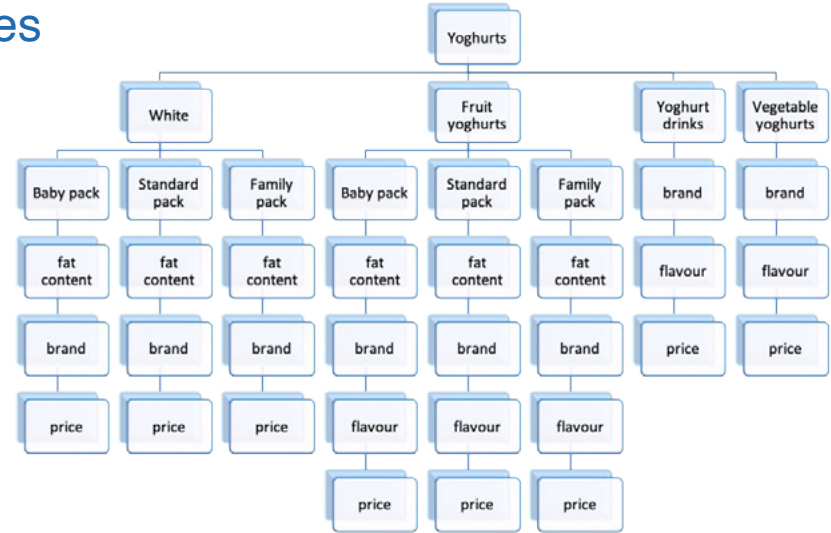 es
Yoghurts
White
Fruit
yoghurts
Yoghurt
drinks
Vegetable
yoghurts
Baby pack
Standard
pack
Family
pack
Baby pack
Standard
pack
Family
pack
brand
brand
fat
content
fat
content
fat
content
fat
content
fat
content
fat
content
flavour
flavour
brand
brand
brand
brand
brand
brand
price
price
price
price
price
flavour
flavour
flavour
price
price
price